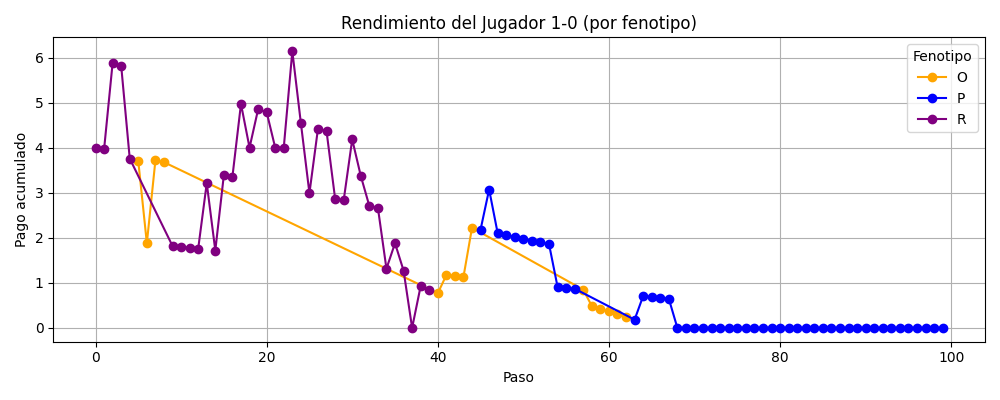 Rendimiento del Jugador 1-0 (por fenotipo)
Pago acumulado
6
5
4
3
2
1
0
Fenotipo
O
P
R
0 20 40 60 80 100
Paso